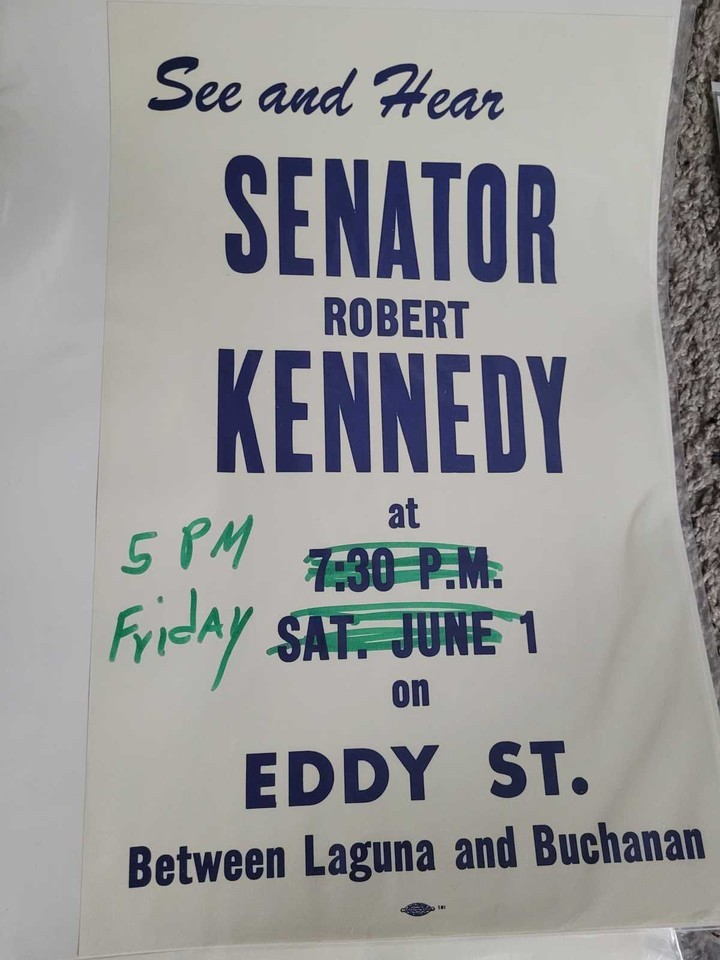 See and Hear
SENATOR
ROBERT
KENNEDY
at
5 PM
7:30 P.M.
Friday
SAT. JUNE 1
on
EDDY ST.
Between Laguna and Buchanan